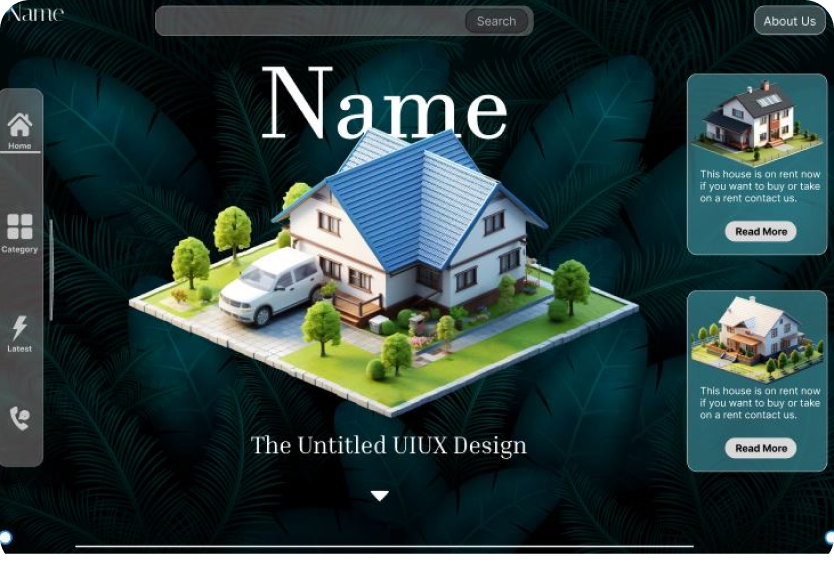 Name
Search
About Us
Name
Home
Category
Latest
This house is on rent now
if you want to buy or take
on a rent contact us.
Read More
This house is on rent now
if you want to buy or take
on a rent contact us.
Read More
The Untitled UIUX Design